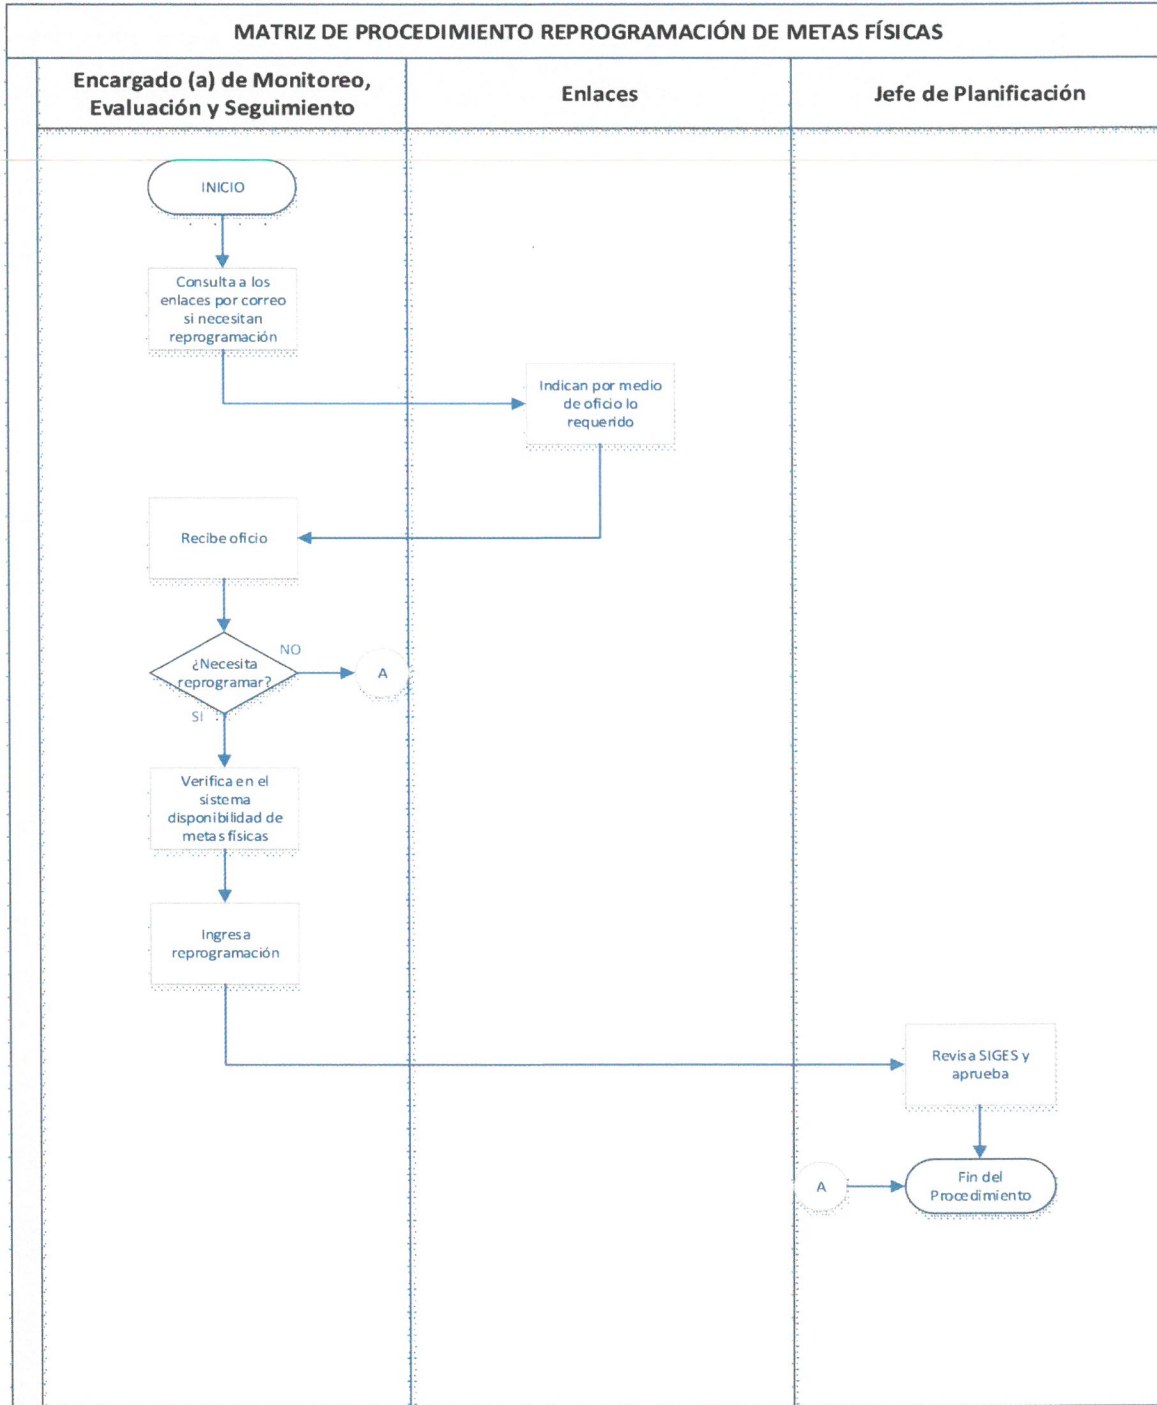 MATRIZ DE PROCEDIMIENTO REPROGRAMACIÓN DE METAS FÍSICAS
Encargado (a) de Monitoreo,
Evaluación y Seguimiento
Enlaces
Jefe de Planificación
INICIO
Consulta a los
enlaces por correo
si necesitan
reprogramación
Indican por medio
de oficio lo
requerido
Recibe oficio
¿Necesita
reprogramar?
NO
A
SI
Verifica en el
sistema
disponibilidad de
metas físicas
Ingresa
reprogramación
Revisa SIGES y
aprueba
A
Fin del
Procedimiento